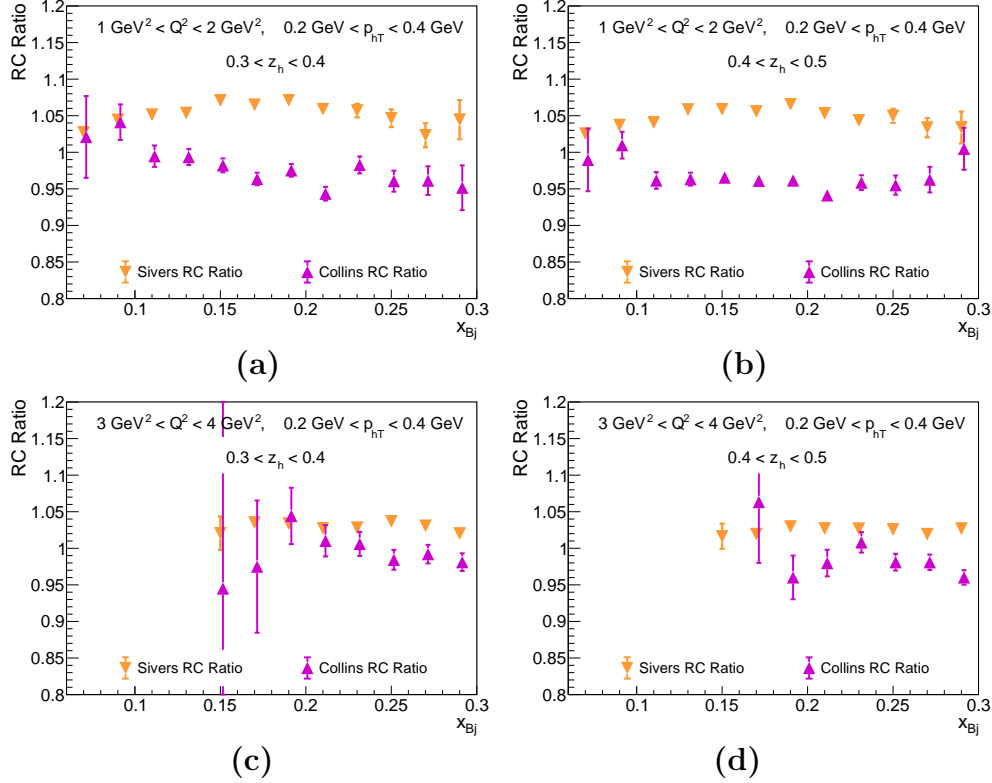 RC Ratio
1.2
1.15
1.1
1.05
1
0.95
0.9
0.85
0.8
1 GeV² < Q² < 2 GeV², 0.2 GeV < p_hT < 0.4 GeV
0.3 < z_h < 0.4
Sivers RC Ratio
Collins RC Ratio
0.1 0.15 0.2 0.25 0.3
x_Bj
(a)
RC Ratio
1.2
1.15
1.1
1.05
1
0.95
0.9
0.85
0.8
1 GeV² < Q² < 2 GeV², 0.2 GeV < p_hT < 0.4 GeV
0.4 < z_h < 0.5
Sivers RC Ratio
Collins RC Ratio
0.1 0.15 0.2 0.25 0.3
x_Bj
(b)
RC Ratio
1.2
1.15
1.1
1.05
1
0.95
0.9
0.85
0.8
3 GeV² < Q² < 4 GeV², 0.2 GeV < p_hT < 0.4 GeV
0.3 < z_h < 0.4
Sivers RC Ratio
Collins RC Ratio
0.1 0.15 0.2 0.25 0.3
x_Bj
(c)
RC Ratio
1.2
1.15
1.1
1.05
1
0.95
0.9
0.85
0.8
3 GeV² < Q² < 4 GeV², 0.2 GeV < p_hT < 0.4 GeV
0.4 < z_h < 0.5
Sivers RC Ratio
Collins RC Ratio
0.1 0.15 0.2 0.25 0.3
x_Bj
(d)